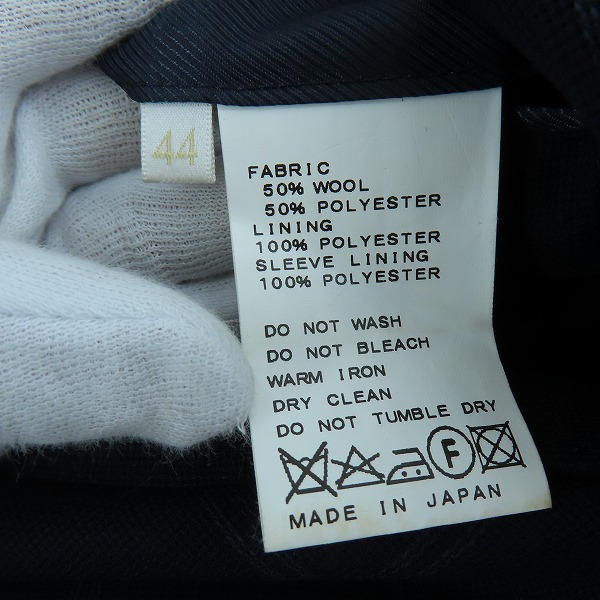 44
FABRIC
50% WOOL
50% POLYESTER
LINING
100% POLYESTER
SLEEVE LINING
100% POLYESTER
DO NOT WASH
DO NOT BLEACH
WARM IRON
DRY CLEAN
DO NOT TUMBLE DRY
F
MADE IN JAPAN